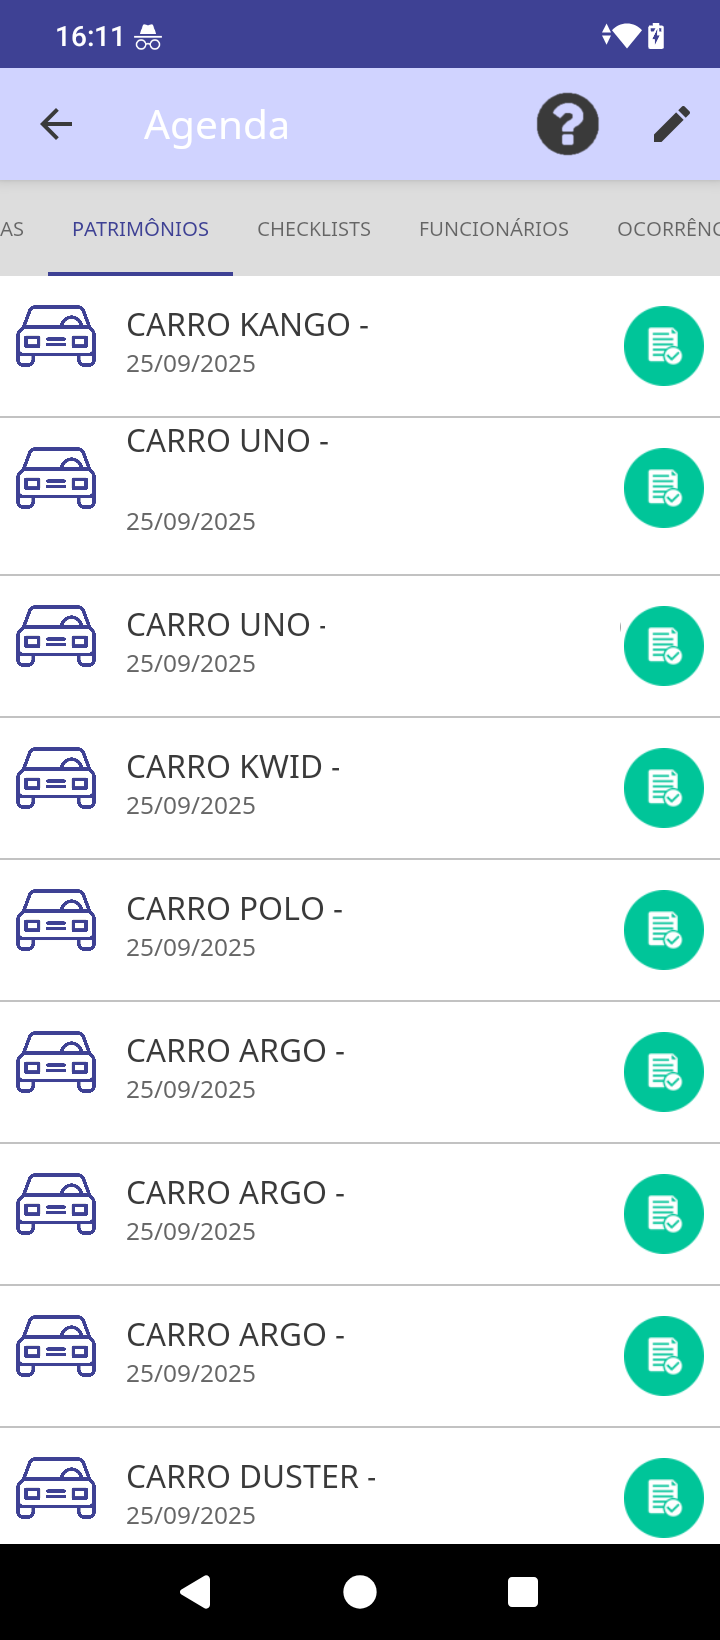 16:11
Agenda
AS PATRIMÔNIOS CHECKLISTS FUNCIONÁRIOS OCORRÊNC
CARRO KANGO -
25/09/2025
CARRO UNO -
25/09/2025
CARRO UNO -
25/09/2025
CARRO KWID -
25/09/2025
CARRO POLO -
25/09/2025
CARRO ARGO -
25/09/2025
CARRO ARGO -
25/09/2025
CARRO ARGO -
25/09/2025
CARRO DUSTER -
25/09/2025